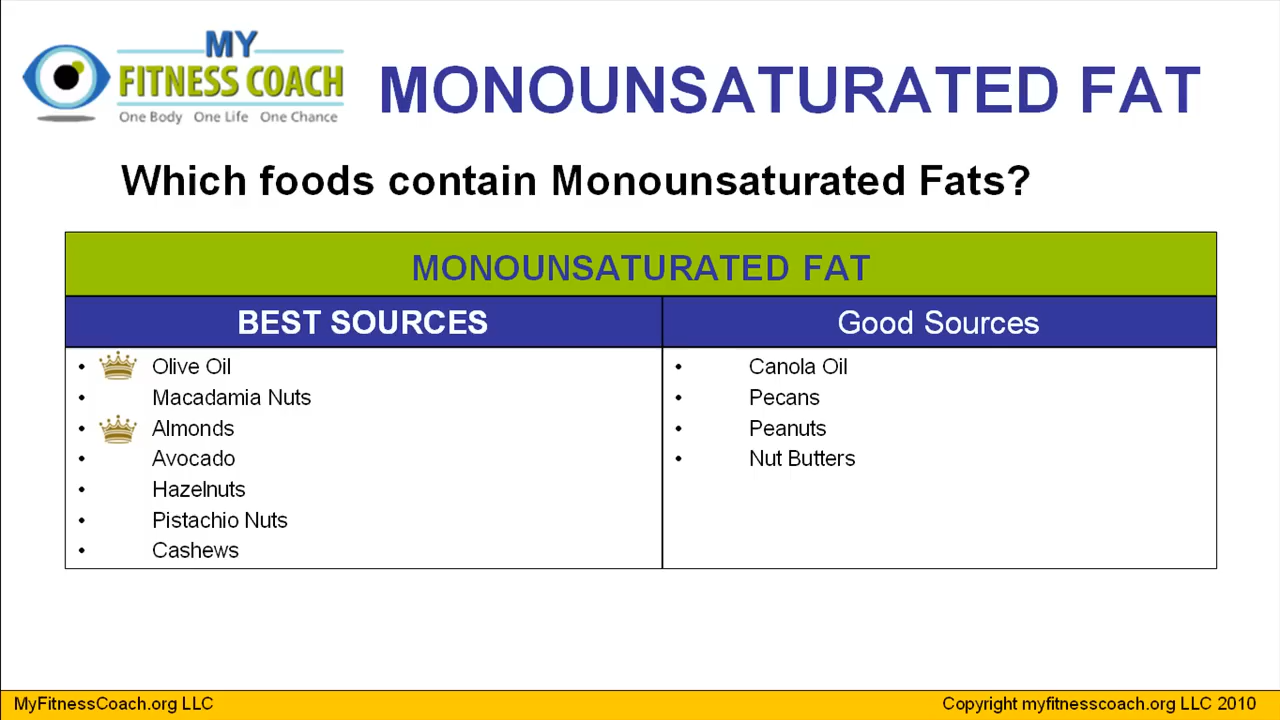 MY
FITNESS COACH
One Body One Life One Chance
MONOUNSATURATED FAT
Which foods contain Monounsaturated Fats?
MONOUNSATURATED FAT
BEST SOURCES
• Olive Oil
• Macadamia Nuts
• Almonds
• Avocado
• Hazelnuts
• Pistachio Nuts
• Cashews
Good Sources
• Canola Oil
• Pecans
• Peanuts
• Nut Butters
MyFitnessCoach.org LLC
Copyright myfitnesscoach.org LLC 2010